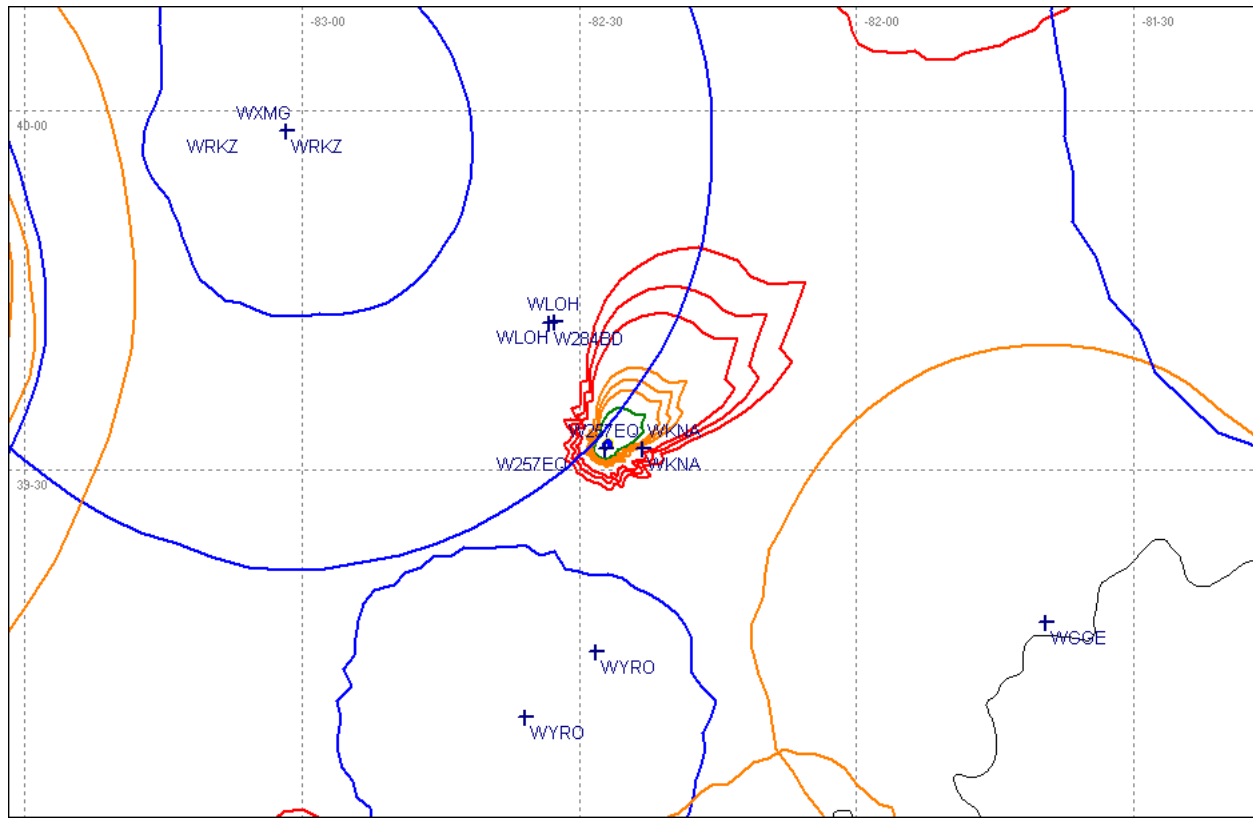 -83-00
-82-30
-82-00
-81-30
WXMG
40-00
WRKZ
WRKZ
WLOH
WLOH
W284BD
W257EQ
WKNA
W257EQ
WKNA
39-30
WGGE
WYRO
WYRO